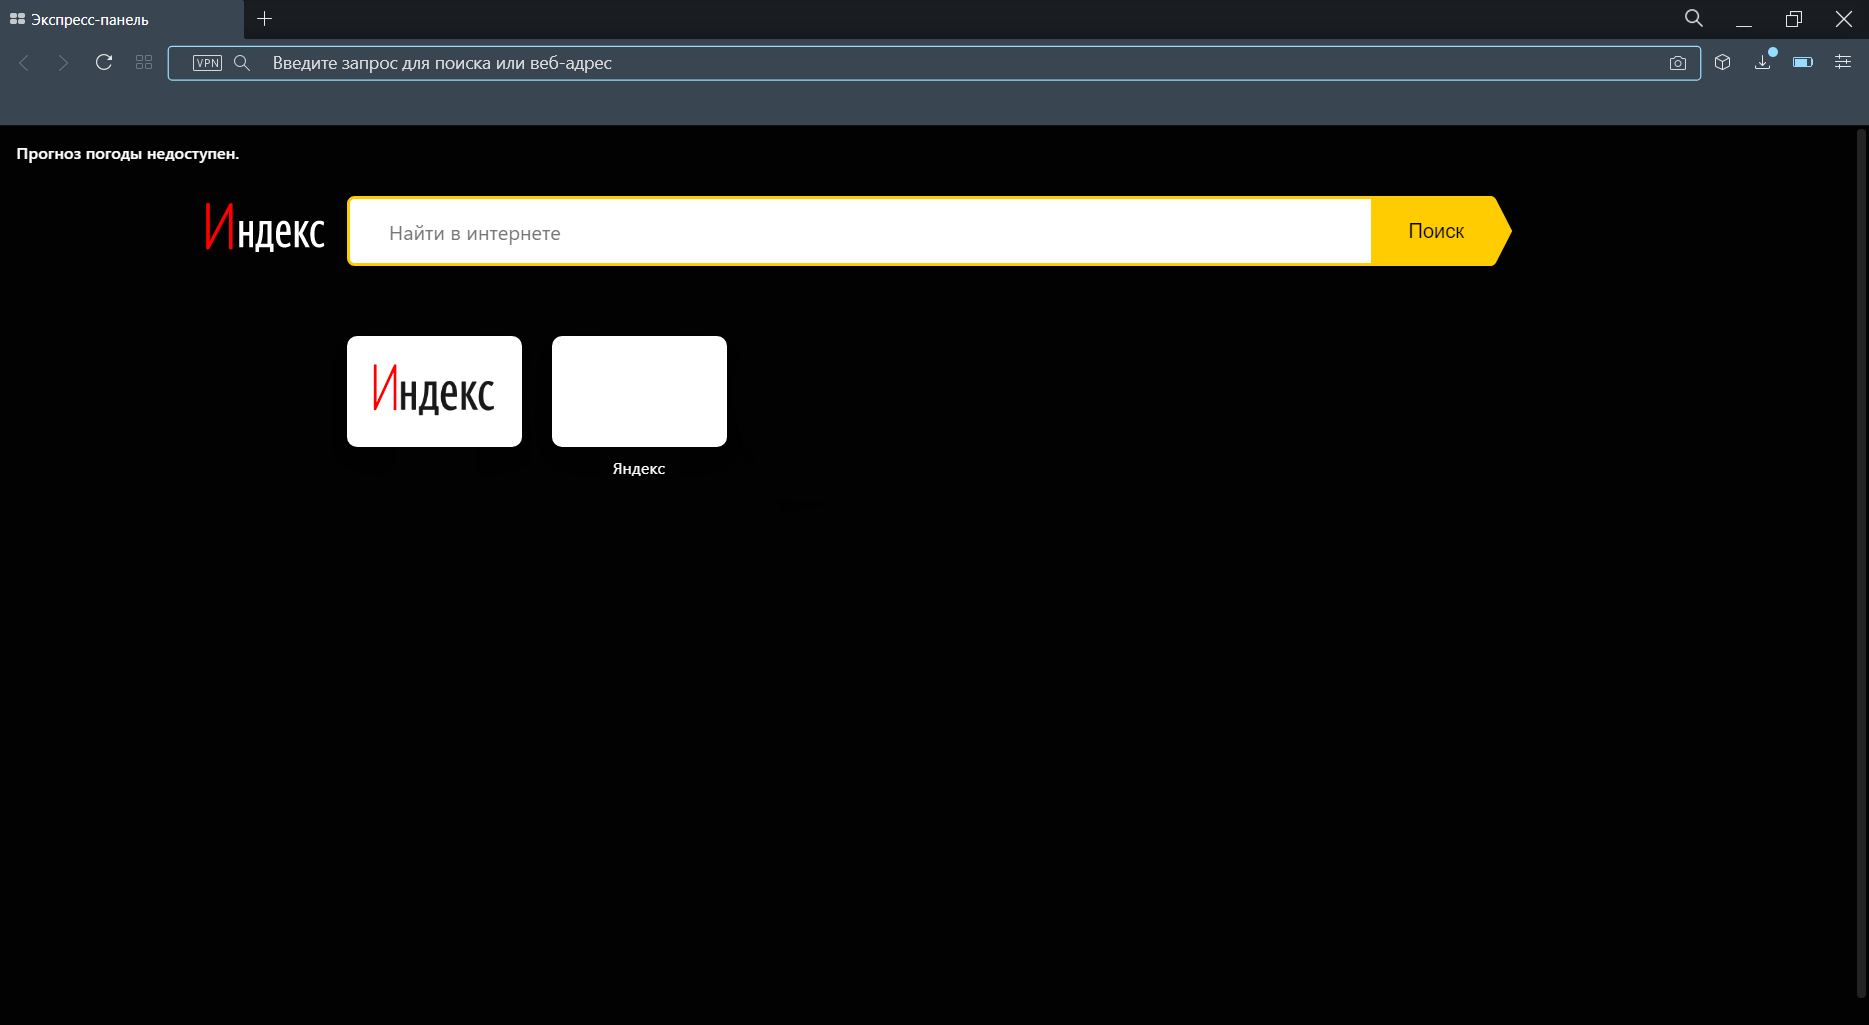 Экспресс-панель
VPN
Введите запрос для поиска или веб-адрес
Прогноз погоды недоступен.
Индекс
Найти в интернете
Поиск
Индекс
Яндекс